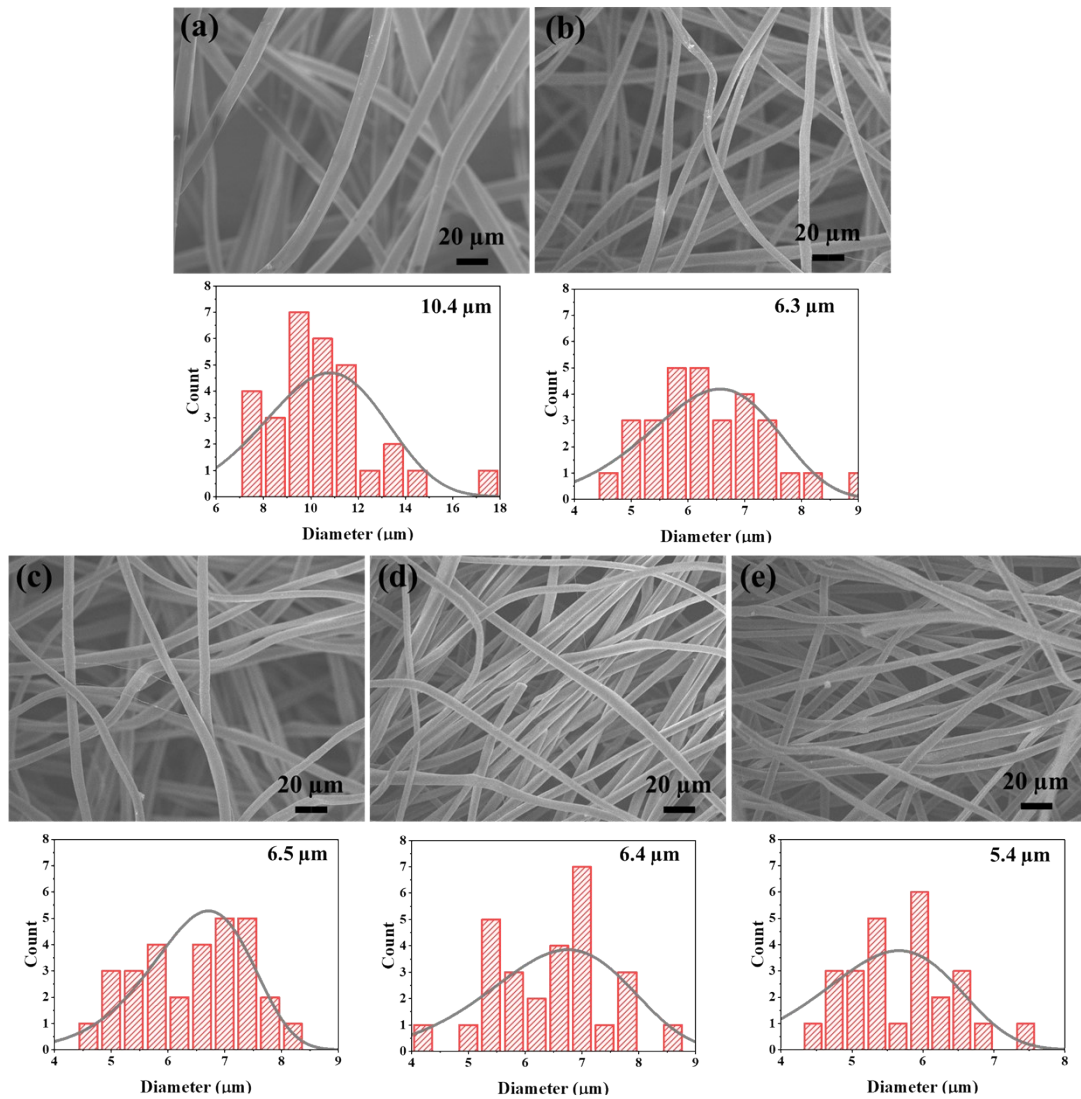 (a)
20 µm
(b)
20 µm
10.4 µm
Count
8
7
6
5
4
3
2
1
0
6 8 10 12 14 16 18
Diameter (µm)
6.3 µm
Count
8
7
6
5
4
3
2
1
0
4 5 6 7 8 9
Diameter (µm)
(c)
20 µm
(d)
20 µm
(e)
20 µm
6.5 µm
Count
8
7
6
5
4
3
2
1
0
4 5 6 7 8 9
Diameter (µm)
6.4 µm
Count
8
7
6
5
4
3
2
1
0
4 5 6 7 8 9
Diameter (µm)
5.4 µm
Count
8
7
6
5
4
3
2
1
0
4 5 6 7 8
Diameter (µm)